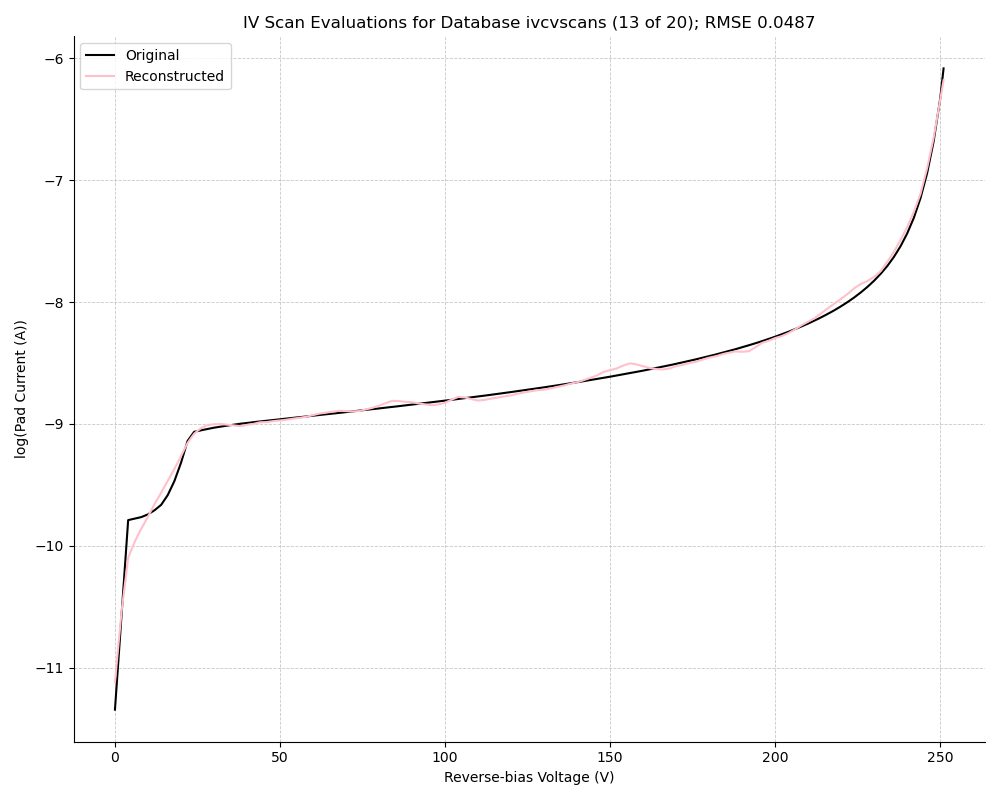 IV Scan Evaluations for Database ivcvscans (13 of 20); RMSE 0.0487
Original
Reconstructed
−6
−7
−8
−9
−10
−11
log(Pad Current (A))
0
50
100
150
200
250
Reverse-bias Voltage (V)